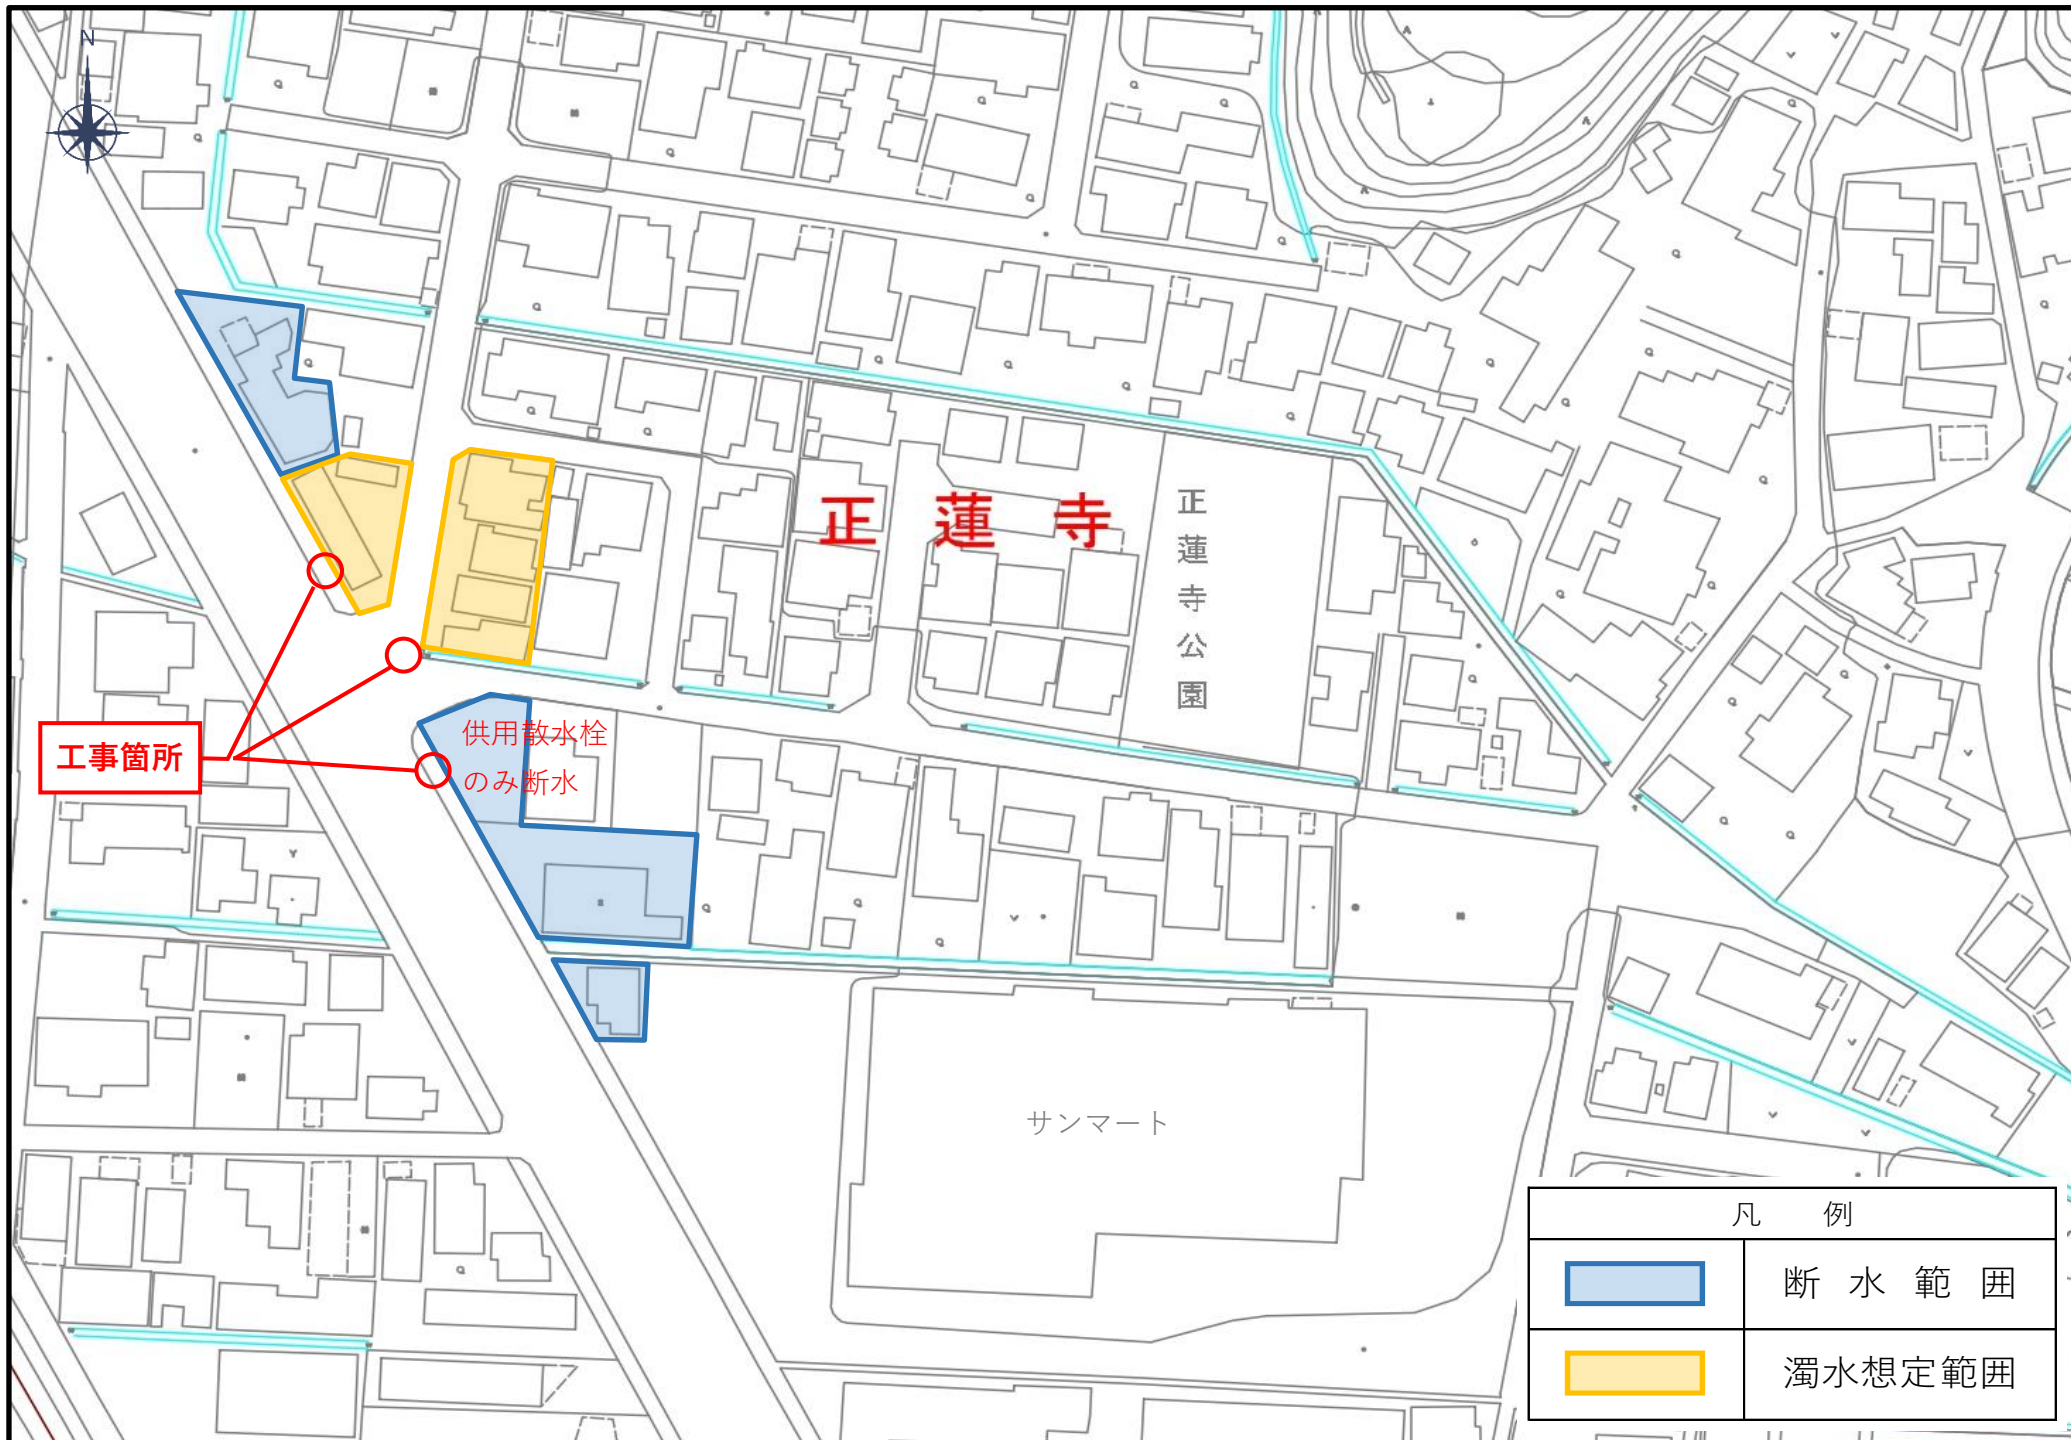 N
正蓮寺
正蓮寺公園
供用散水栓
のみ断水
工事箇所
サンマート
凡 例
断水範囲
濁水想定範囲